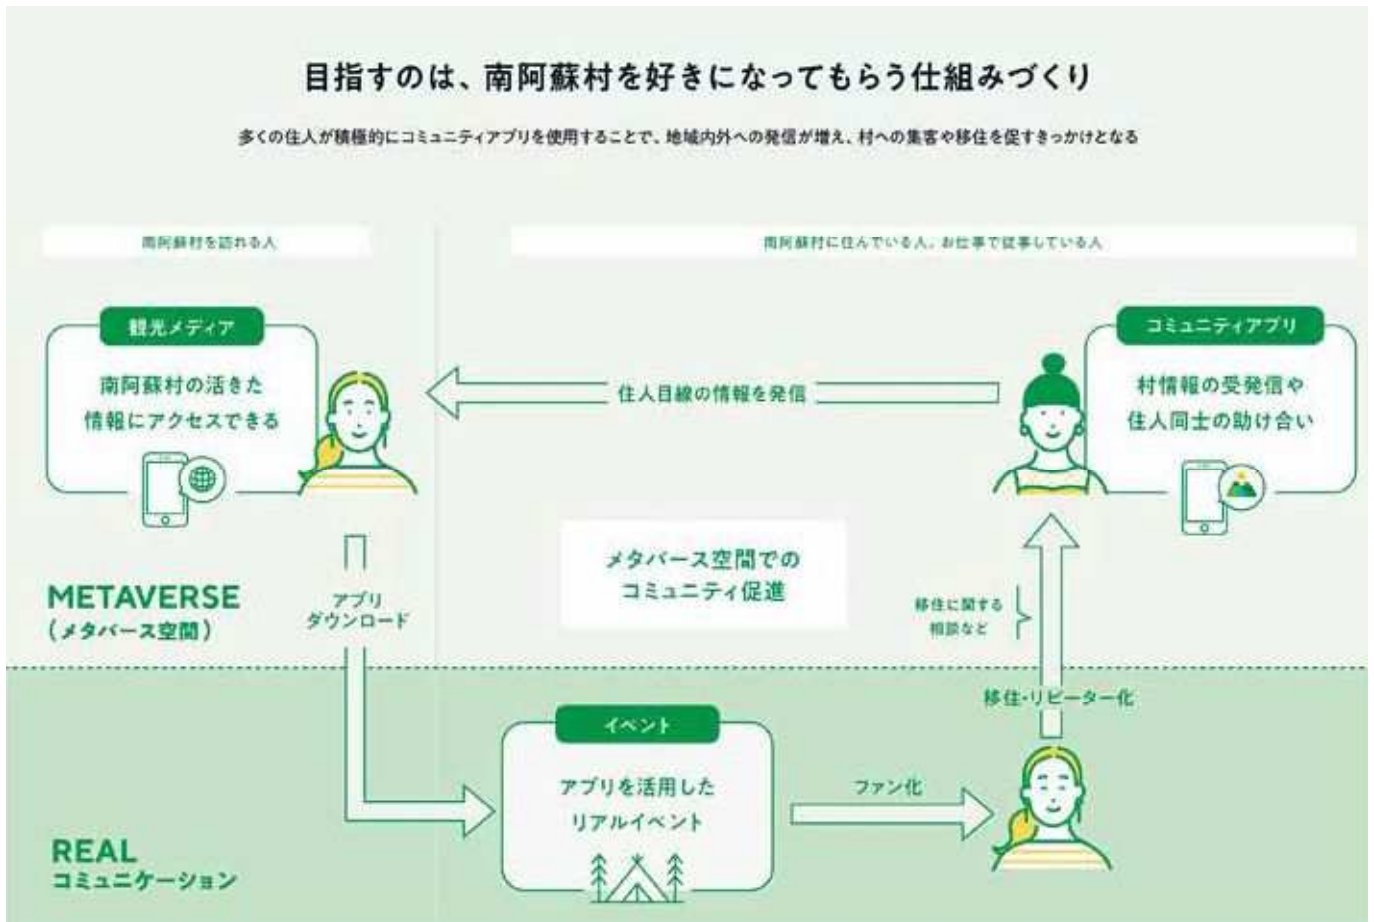 目指すのは、南阿蘇村を好きになってもらう仕組みづくり
多くの住人が積極的にコミュニティアプリを使用することで、地域内外への発信が増え、村への集客や移住を促すきっかけとなる
南阿蘇村を訪れる人
南阿蘇村に住んでいる人。お仕事で従事している人
観光メディア
南阿蘇村の活きた
情報にアクセスできる
住人目線の情報を発信
コミュニティアプリ
村情報の受発信や
住人同士の助け合い
メタバース空間での
コミュニティ促進
METAVERSE
(メタバース空間)
アプリ
ダウンロード
移住に関する
相談など
移住・リピーター化
イベント
アプリを活用した
リアルイベント
ファン化
REAL
コミュニケーション